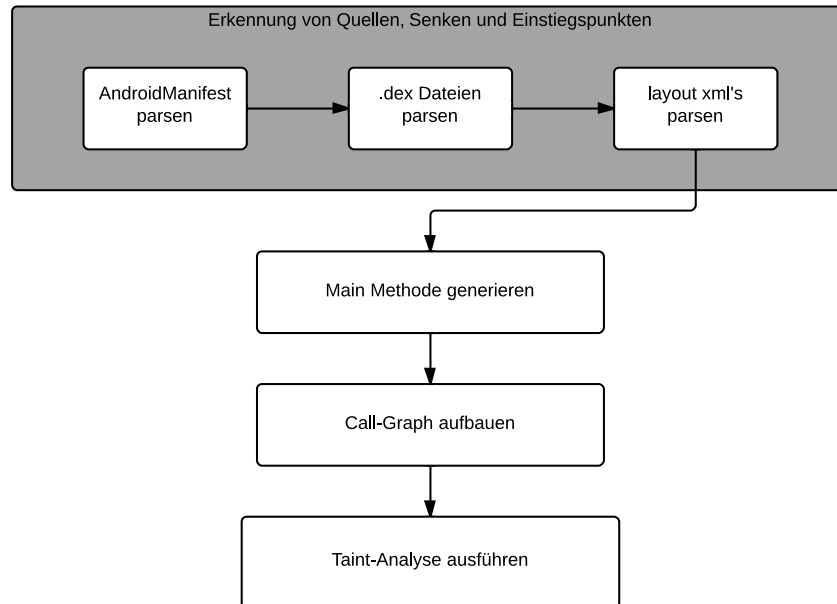 Erkennung von Quellen, Senken und Einstiegspunkten
AndroidManifest
parsen
.dex Dateien
parsen
layout xml's
parsen
Main Methode generieren
Call-Graph aufbauen
Taint-Analyse ausführen